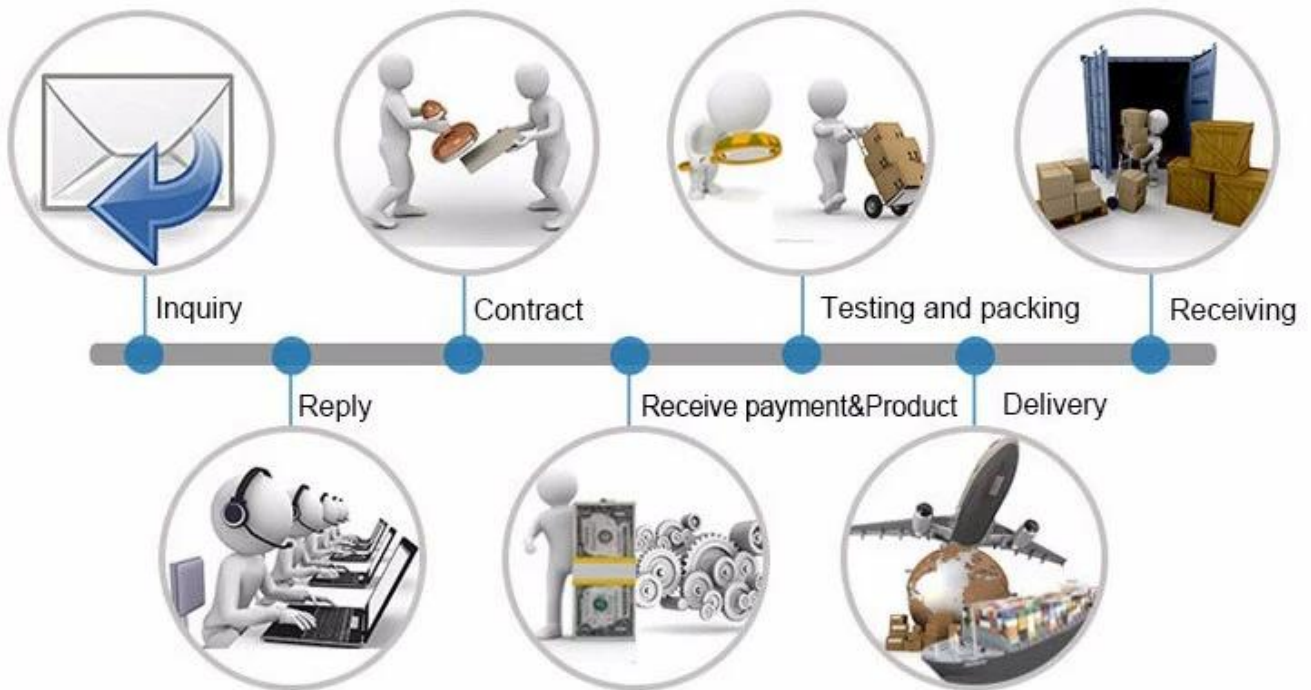 Inquiry
Reply
Contract
Receive payment&Product
Testing and packing
Delivery
Receiving